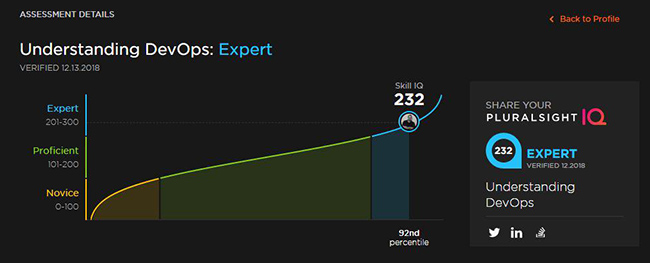 ASSESSMENT DETAILS
Back to Profile
Understanding DevOps: Expert
VERIFIED 12.13.2018
Skill IQ
232
Expert
201-300
Proficient
101-200
Novice
0-100
92nd
percentile
SHARE YOUR
PLURALSIGHT IQ
232 EXPERT
VERIFIED 12.2018
Understanding
DevOps